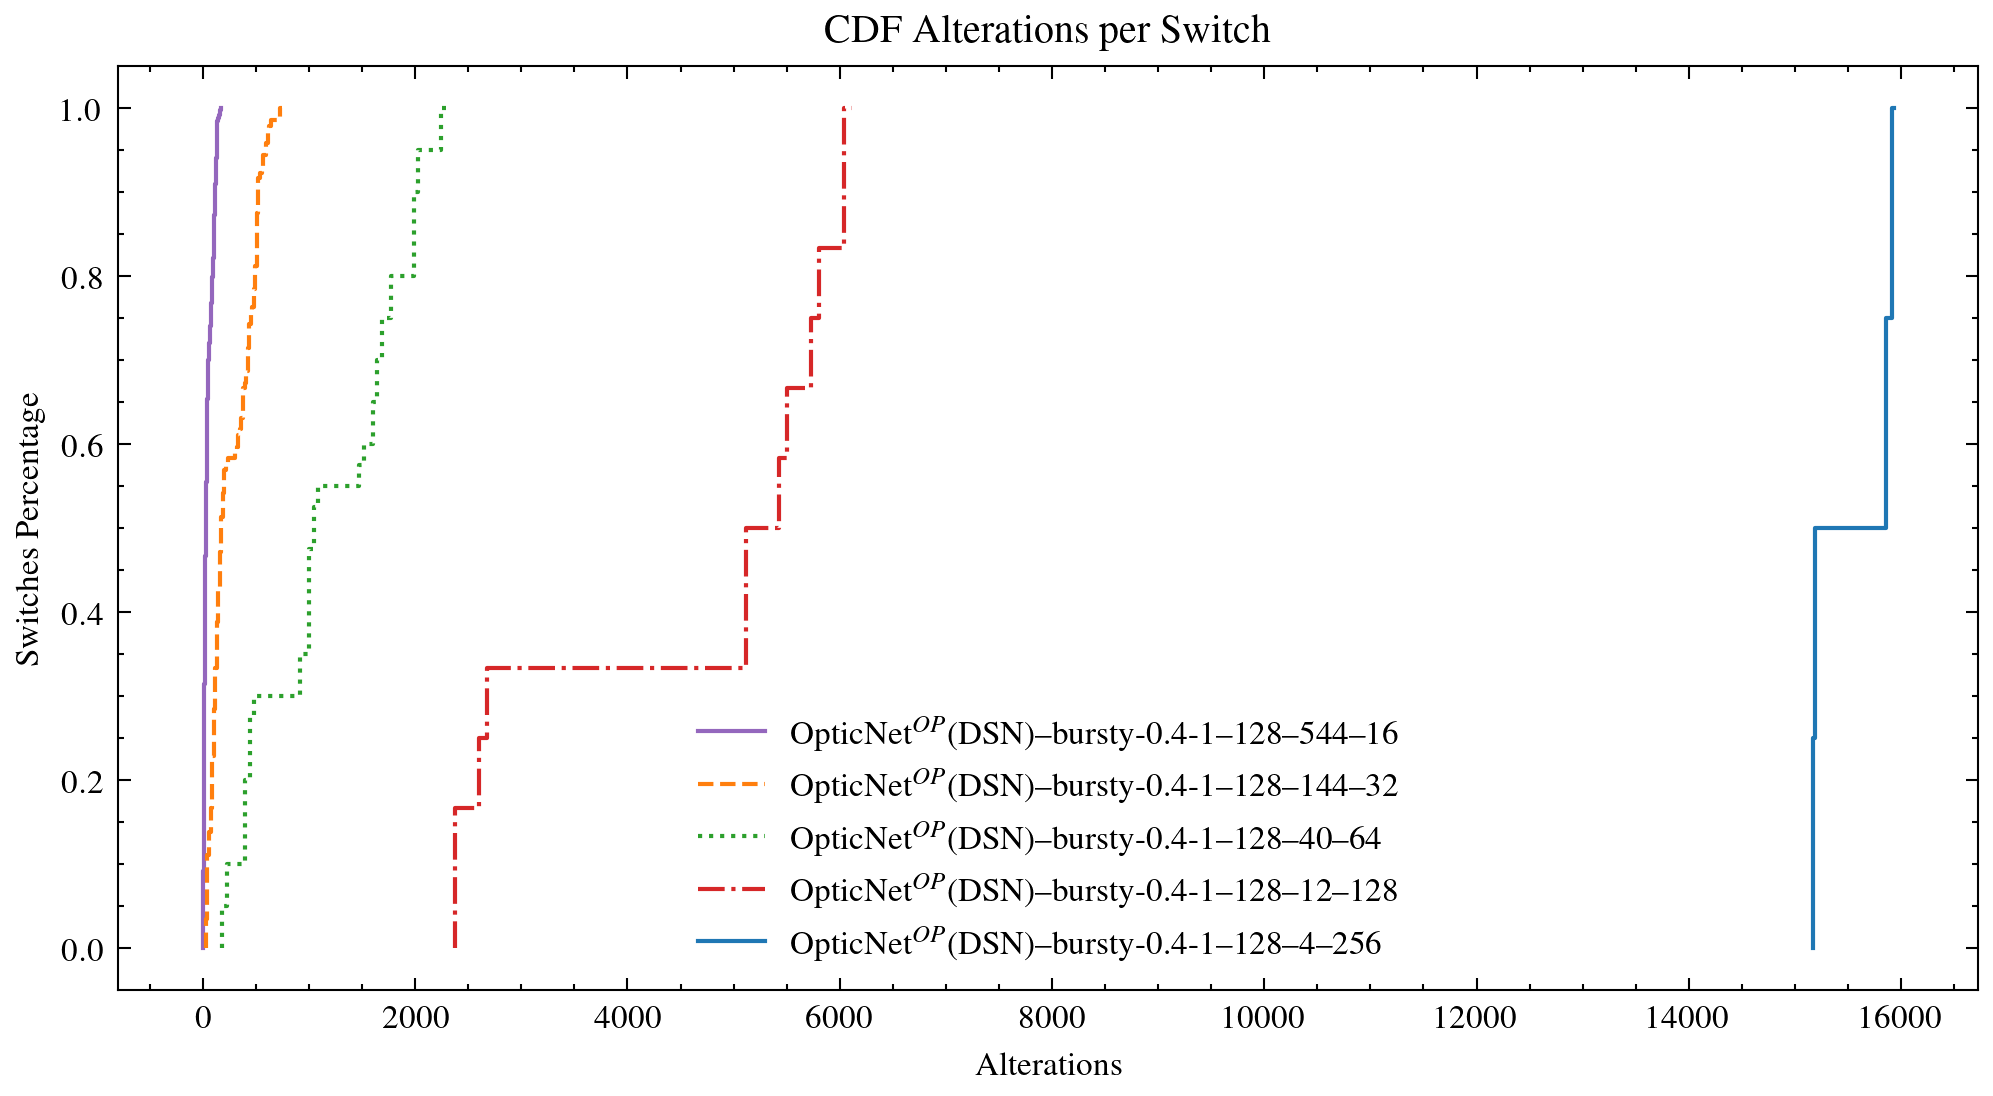 CDF Alterations per Switch
1.0
0.8
0.6
0.4
0.2
0.0
Switches Percentage
OpticNet^OP(DSN)–bursty-0.4-1–128–544–16
OpticNet^OP(DSN)–bursty-0.4-1–128–144–32
OpticNet^OP(DSN)–bursty-0.4-1–128–40–64
OpticNet^OP(DSN)–bursty-0.4-1–128–12–128
OpticNet^OP(DSN)–bursty-0.4-1–128–4–256
0 2000 4000 6000 8000 10000 12000 14000 16000
Alterations